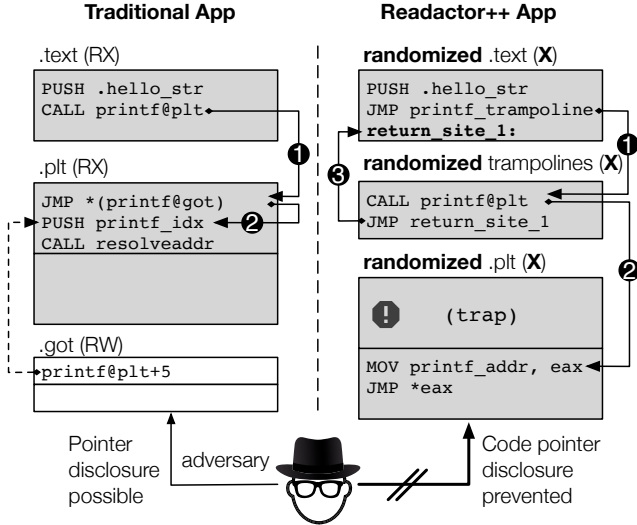 Traditional App
.text (RX)
PUSH .hello_str
CALL printf@plt
1
.plt (RX)
JMP *(printf@got)
PUSH printf_idx
2
CALL resolveaddr
.got (RW)
printf@plt+5
Pointer
disclosure
possible
adversary
Readactor++ App
randomized .text (X)
PUSH .hello_str
JMP printf_trampoline
return_site_1:
1
3
randomized trampolines (X)
CALL printf@plt
JMP return_site_1
2
randomized .plt (X)
(trap)
MOV printf_addr, eax
JMP *eax
Code pointer
disclosure
prevented